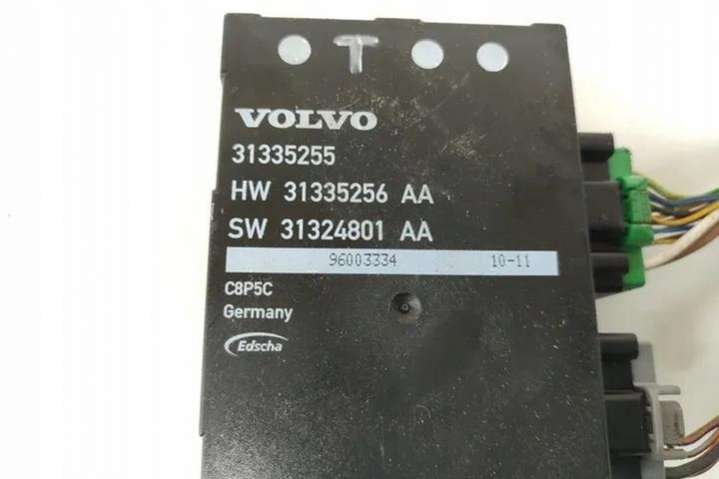 T
VOLVO
31335255
HW 31335256 AA
SW 31324801 AA
96003334 10-11
C8P5C
Germany
Edscha